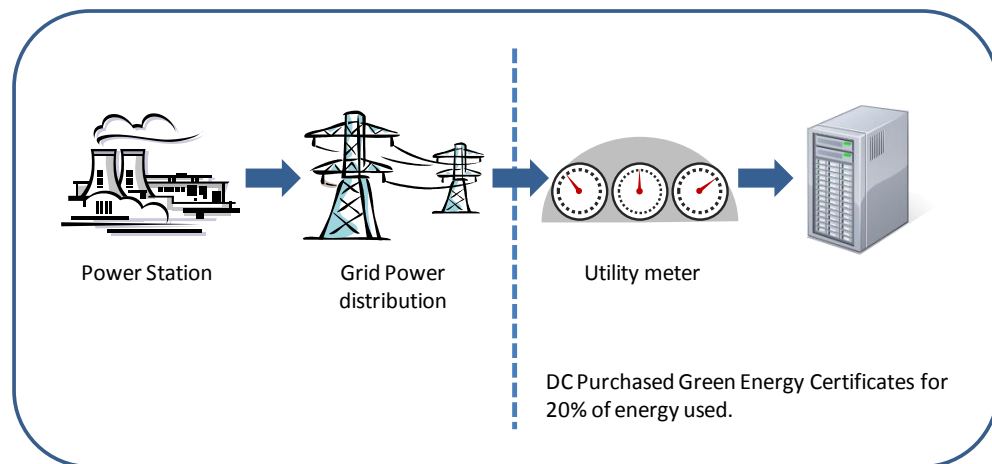 Power Station
Grid Power
distribution
Utility meter
DC Purchased Green Energy Certificates for
20% of energy used.